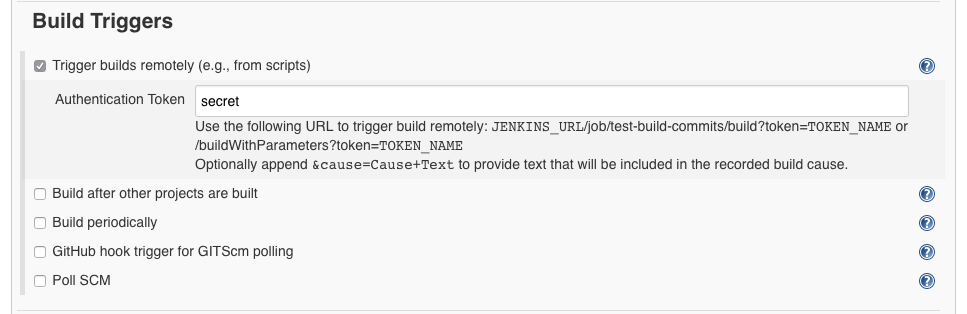 Build Triggers
Trigger builds remotely (e.g., from scripts)
Authentication Token secret
Use the following URL to trigger build remotely: JENKINS_URL/job/test-build-commits/build?token=TOKEN_NAME or
/buildWithParameters?token=TOKEN_NAME
Optionally append &cause=Cause+Text to provide text that will be included in the recorded build cause.
Build after other projects are built
Build periodically
GitHub hook trigger for GITScm polling
Poll SCM